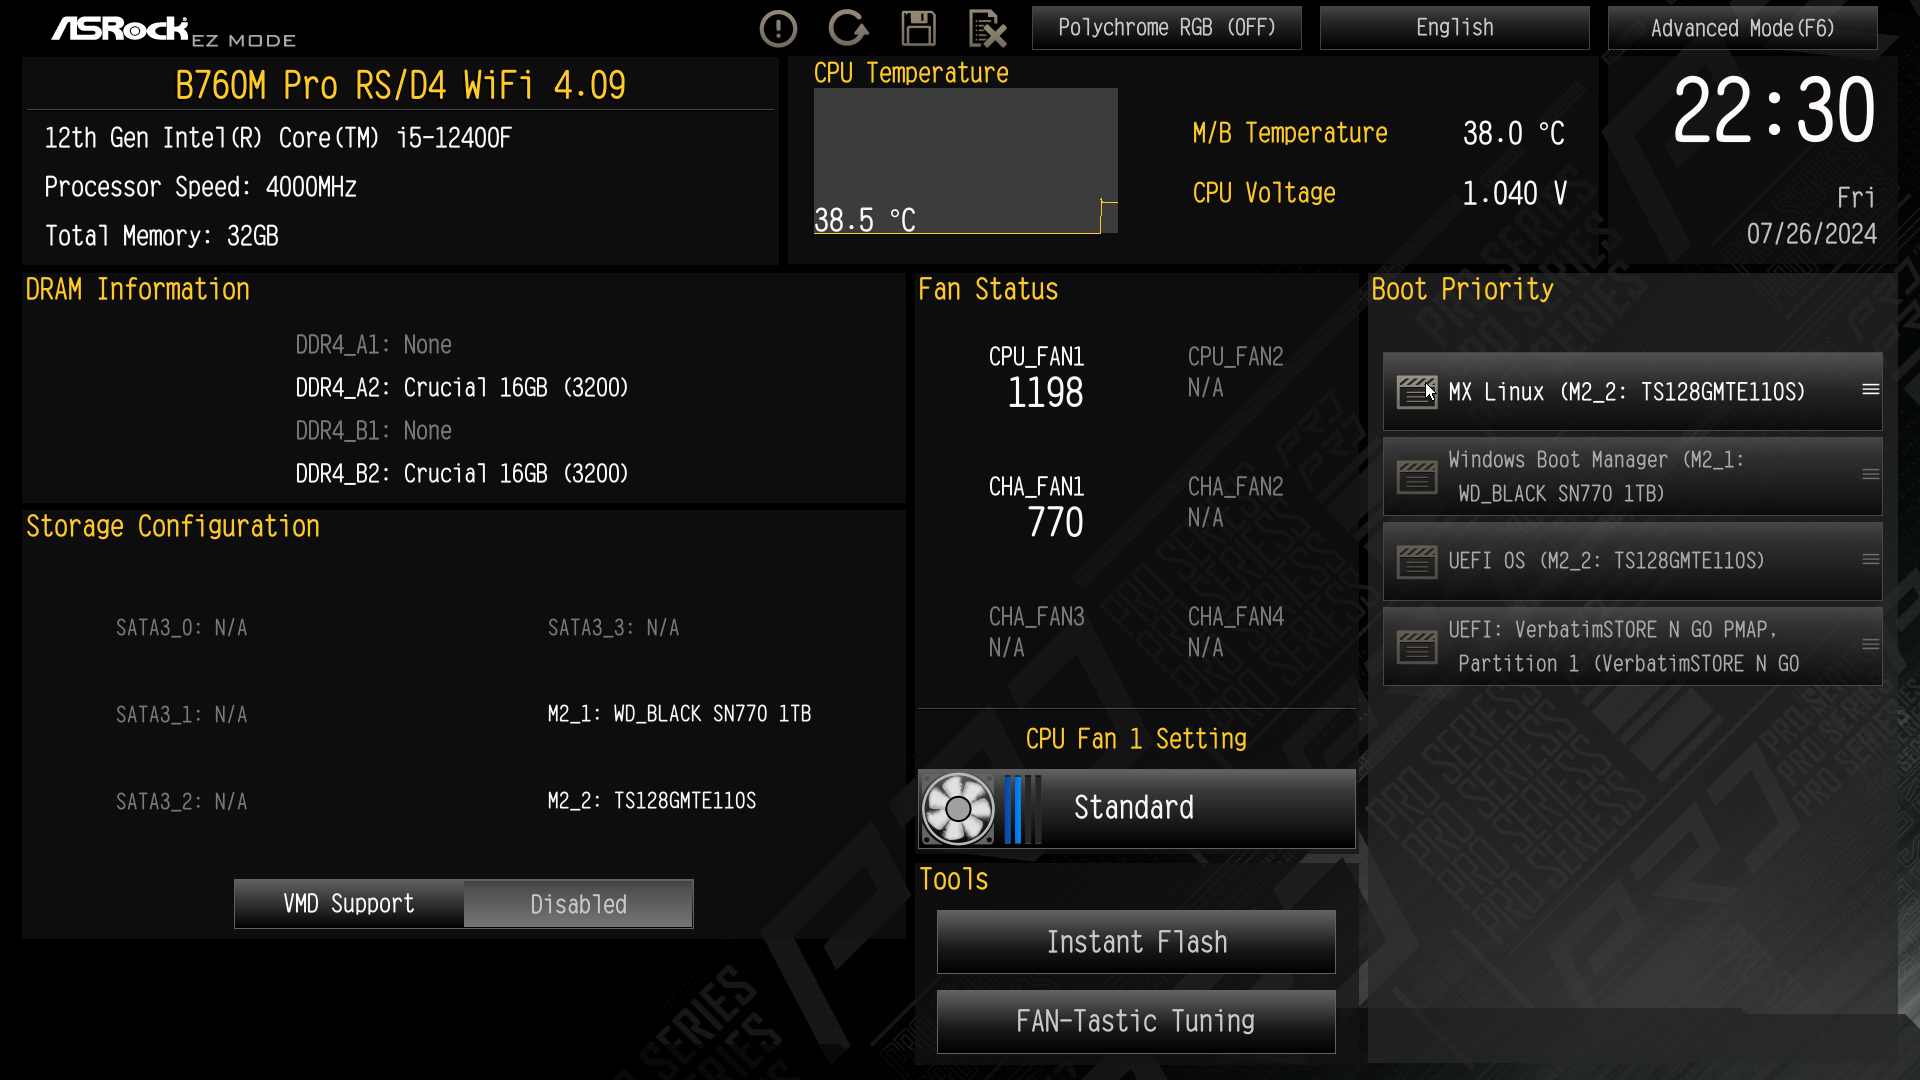 ASRock EZ MODE
Polychrome RGB (OFF)
English
Advanced Mode(F6)
B760M Pro RS/D4 WiFi 4.09
12th Gen Intel(R) Core(TM) i5-12400F
Processor Speed: 4000MHz
Total Memory: 32GB
CPU Temperature
38.5 °C
M/B Temperature 38.0 °C
CPU Voltage 1.040 V
22:30
Fri
07/26/2024
DRAM Information
DDR4_A1: None
DDR4_A2: Crucial 16GB (3200)
DDR4_B1: None
DDR4_B2: Crucial 16GB (3200)
Storage Configuration
SATA3_0: N/A
SATA3_3: N/A
SATA3_1: N/A
M2_1: WD_BLACK SN770 1TB
SATA3_2: N/A
M2_2: TS128GMTE110S
VMD Support
Disabled
Fan Status
CPU_FAN1
1198
CPU_FAN2
N/A
CHA_FAN1
770
CHA_FAN2
N/A
CHA_FAN3
N/A
CHA_FAN4
N/A
CPU Fan 1 Setting
Standard
Tools
Instant Flash
FAN-Tastic Tuning
Boot Priority
MX Linux (M2_2: TS128GMTE110S)
Windows Boot Manager (M2_1:
WD_BLACK SN770 1TB)
UEFI OS (M2_2: TS128GMTE110S)
UEFI: VerbatimSTORE N GO PMAP,
Partition 1 (VerbatimSTORE N GO